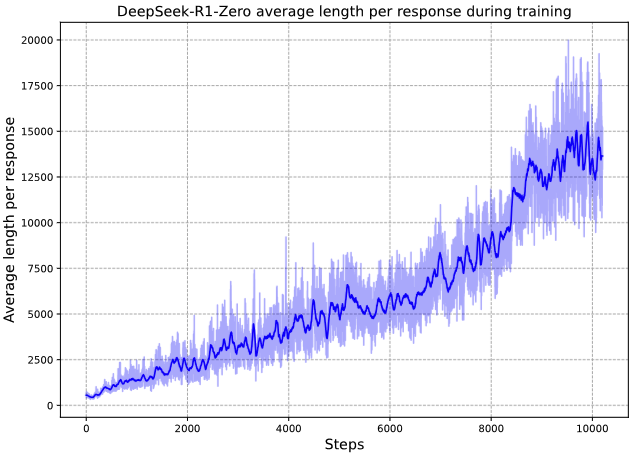 DeepSeek-R1-Zero average length per response during training
Average length per response
20000
17500
15000
12500
10000
7500
5000
2500
0
0 2000 4000 6000 8000 10000
Steps